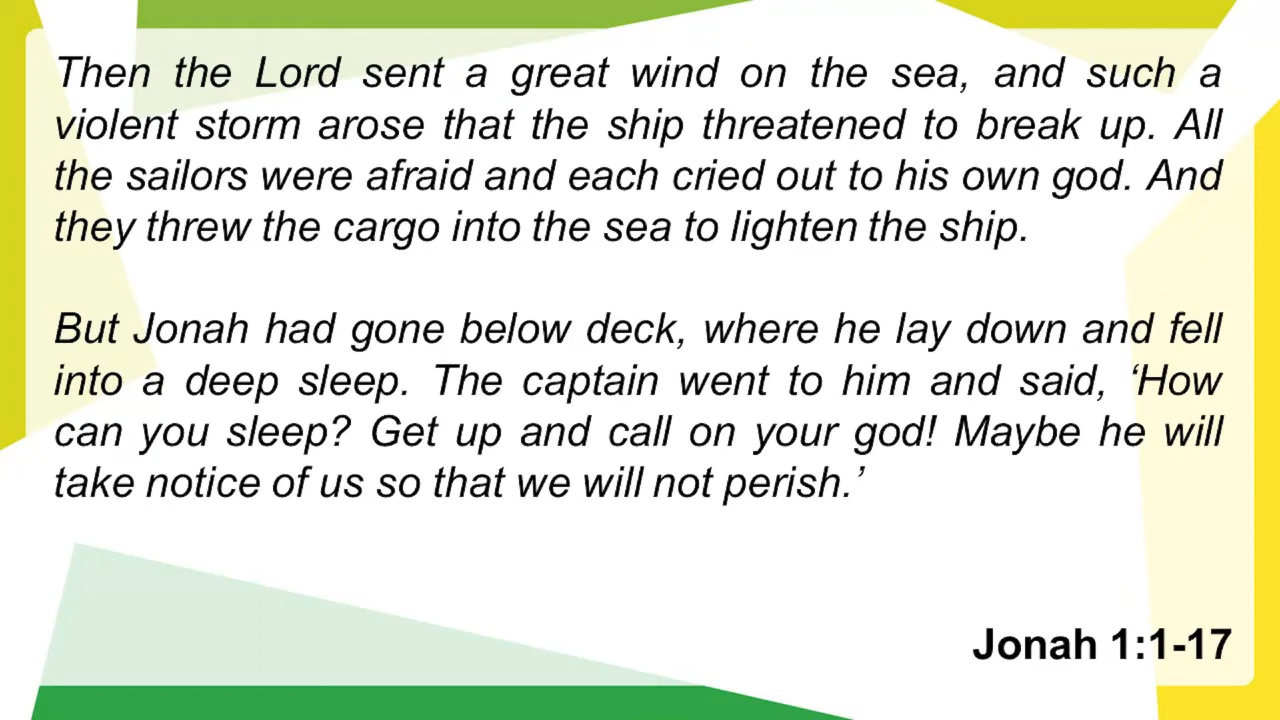 Then the Lord sent a great wind on the sea, and such a
violent storm arose that the ship threatened to break up. All
the sailors were afraid and each cried out to his own god. And
they threw the cargo into the sea to lighten the ship.
But Jonah had gone below deck, where he lay down and fell
into a deep sleep. The captain went to him and said, ‘How
can you sleep? Get up and call on your god! Maybe he will
take notice of us so that we will not perish.’
Jonah 1:1-17